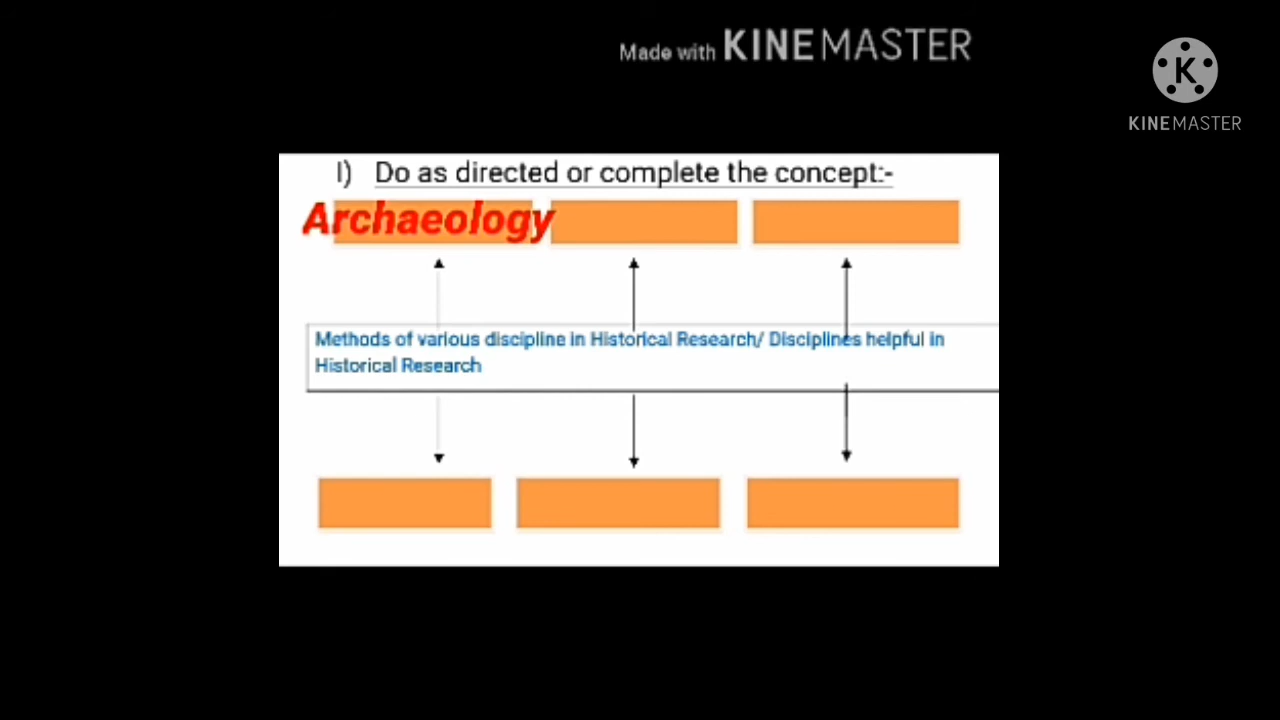 Made with KINEMASTER
K
KINEMASTER
I) Do as directed or complete the concept:-
Archaeology
Methods of various discipline in Historical Research/ Disciplines helpful in
Historical Research